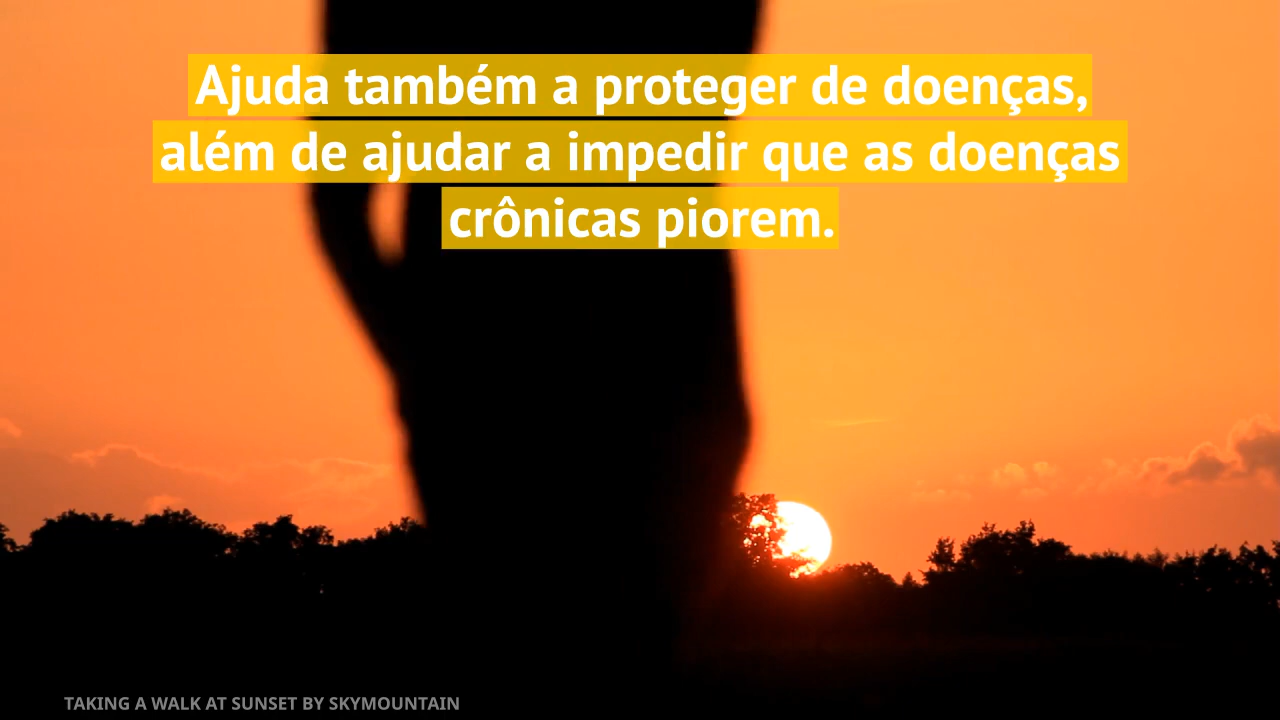 Ajuda também a proteger de doenças,
além de ajudar a impedir que as doenças
crônicas piorem.
TAKING A WALK AT SUNSET BY SKYMOUNTAIN